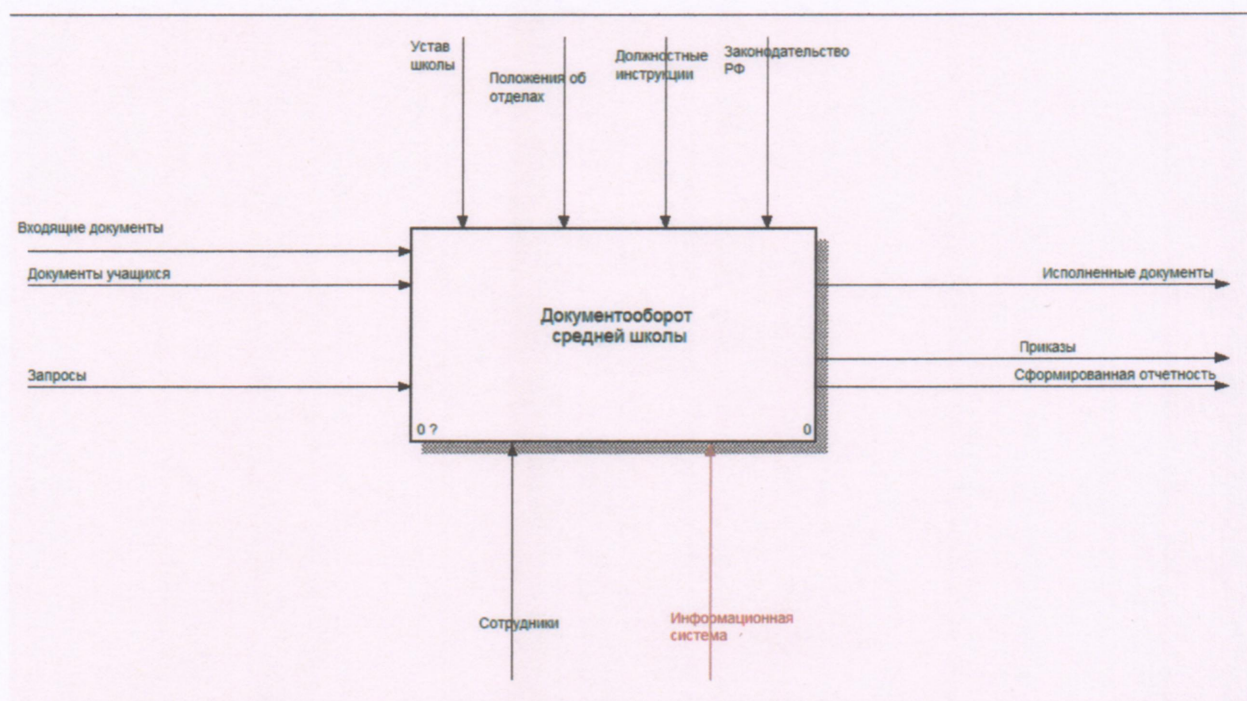 Устав
школы
Положения об
отделах
Должностные
инструкции
Законодательство
РФ
Входящие документы
Документы учащихся
Запросы
Документооборот
средней школы
0 ?
0
Исполненные документы
Приказы
Сформированная отчетность
Сотрудники
Информационная
система